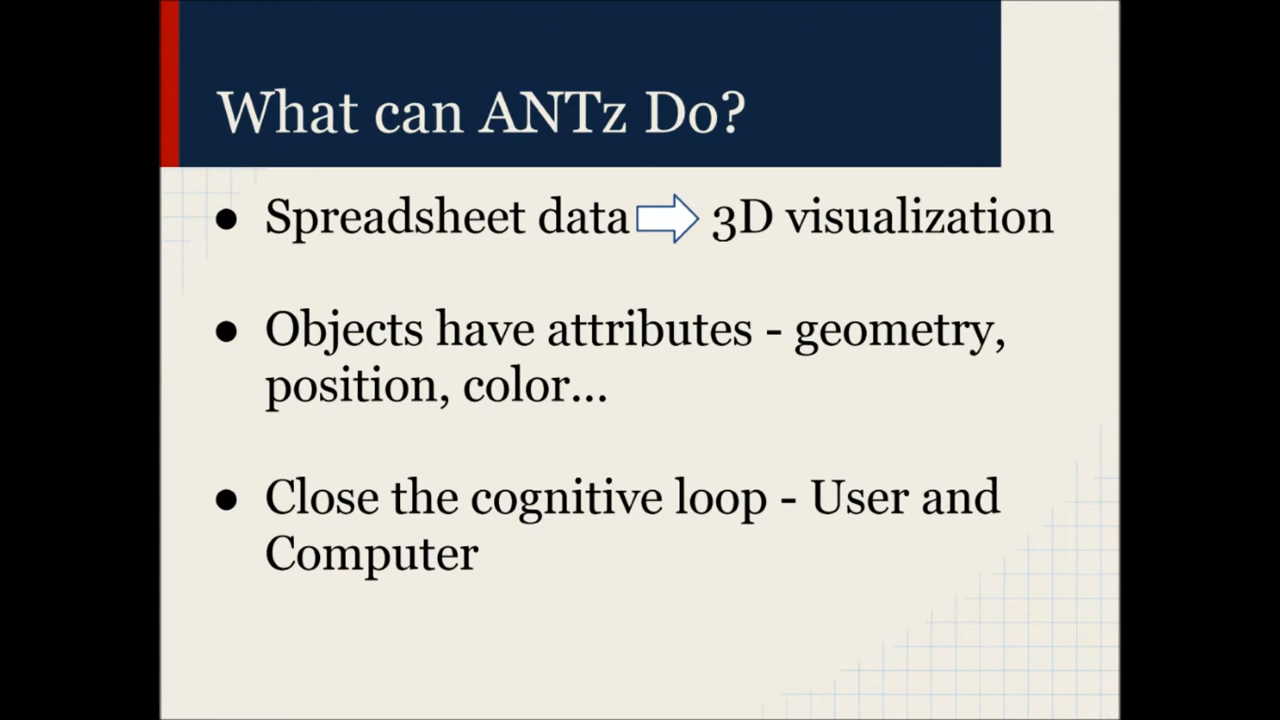 What can ANTz Do?
● Spreadsheet data 3D visualization
● Objects have attributes - geometry,
position, color...
● Close the cognitive loop - User and
Computer